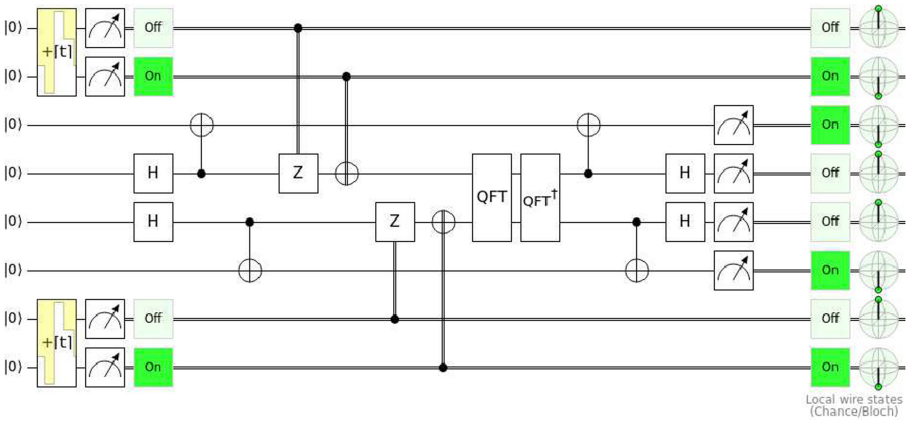 |0⟩ Off Off
+⌈t⌉
|0⟩ On On
|0⟩ On
|0⟩ H Z H Off
QFT QFT†
|0⟩ H Z H Off
|0⟩ On
|0⟩ Off Off
+⌈t⌉
|0⟩ On On
Local wire states
(Chance/Bloch)